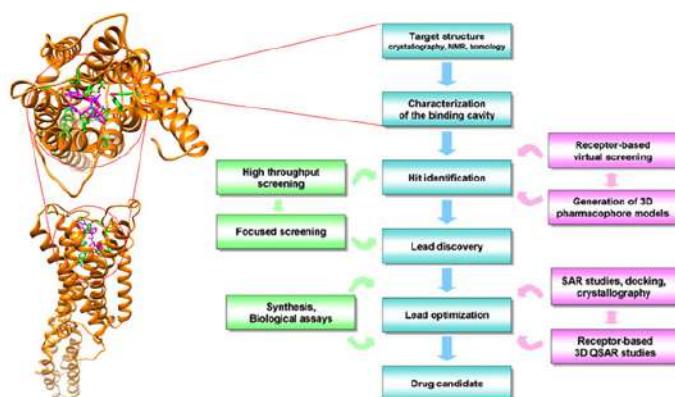 Target structure
crystallography, NMR, homology
Characterization
of the binding cavity
Receptor-based
virtual screening
High throughput
screening
Hit identification
Generation of 3D
pharmacophore models
Focused screening
Lead discovery
SAR studies, docking,
crystallography
Synthesis,
Biological assays
Lead optimization
Receptor-based
3D QSAR studies
Drug candidate